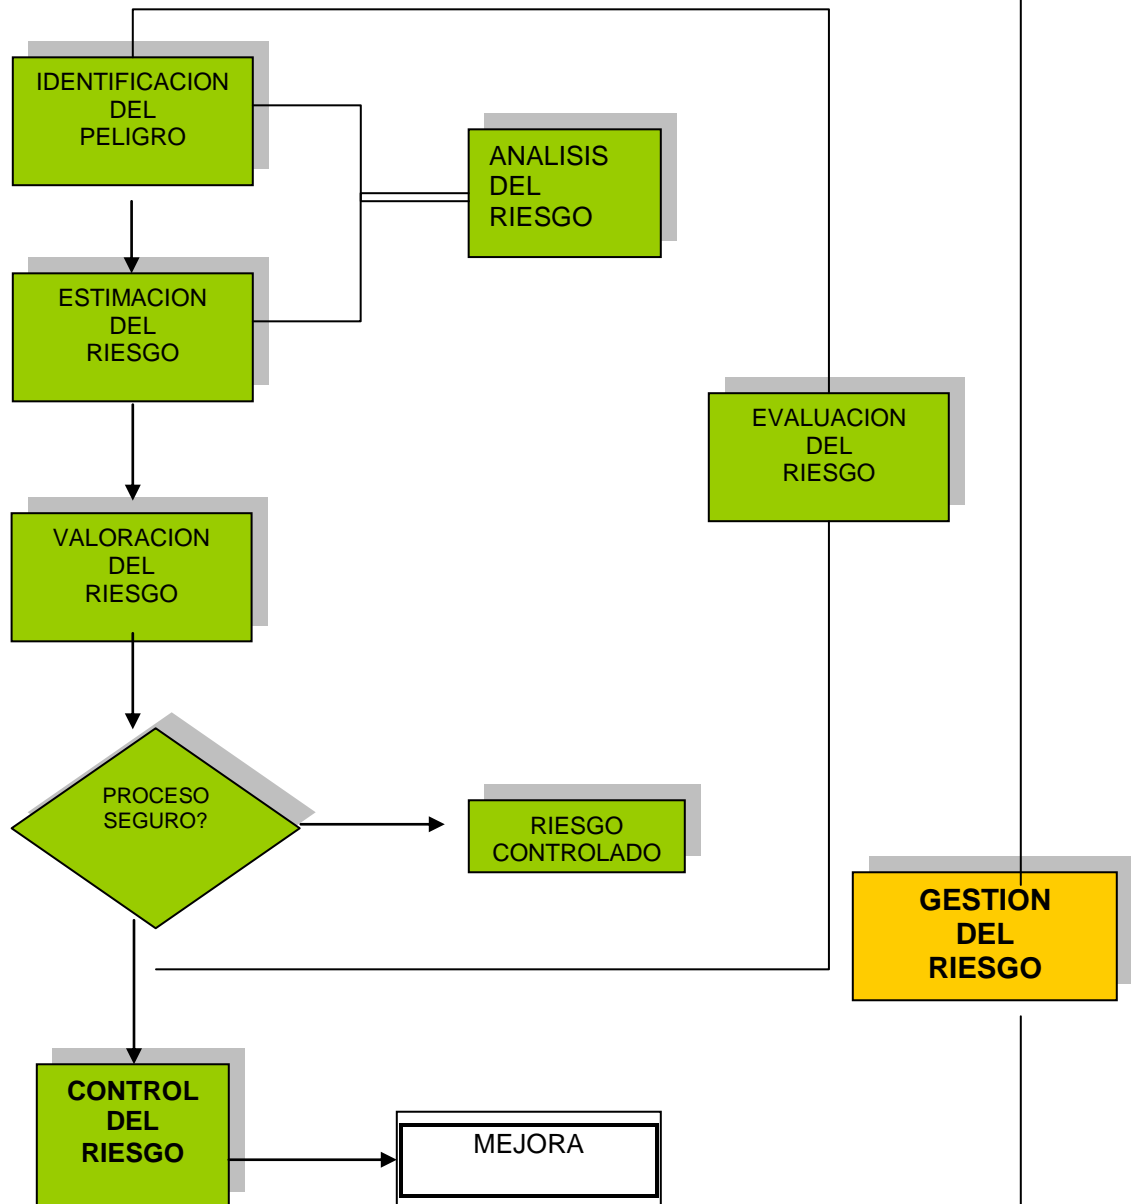 IDENTIFICACION
DEL
PELIGRO
ANALISIS
DEL
RIESGO
ESTIMACION
DEL
RIESGO
EVALUACION
DEL
RIESGO
VALORACION
DEL
RIESGO
PROCESO
SEGURO?
RIESGO
CONTROLADO
GESTION
DEL
RIESGO
CONTROL
DEL
RIESGO
MEJORA